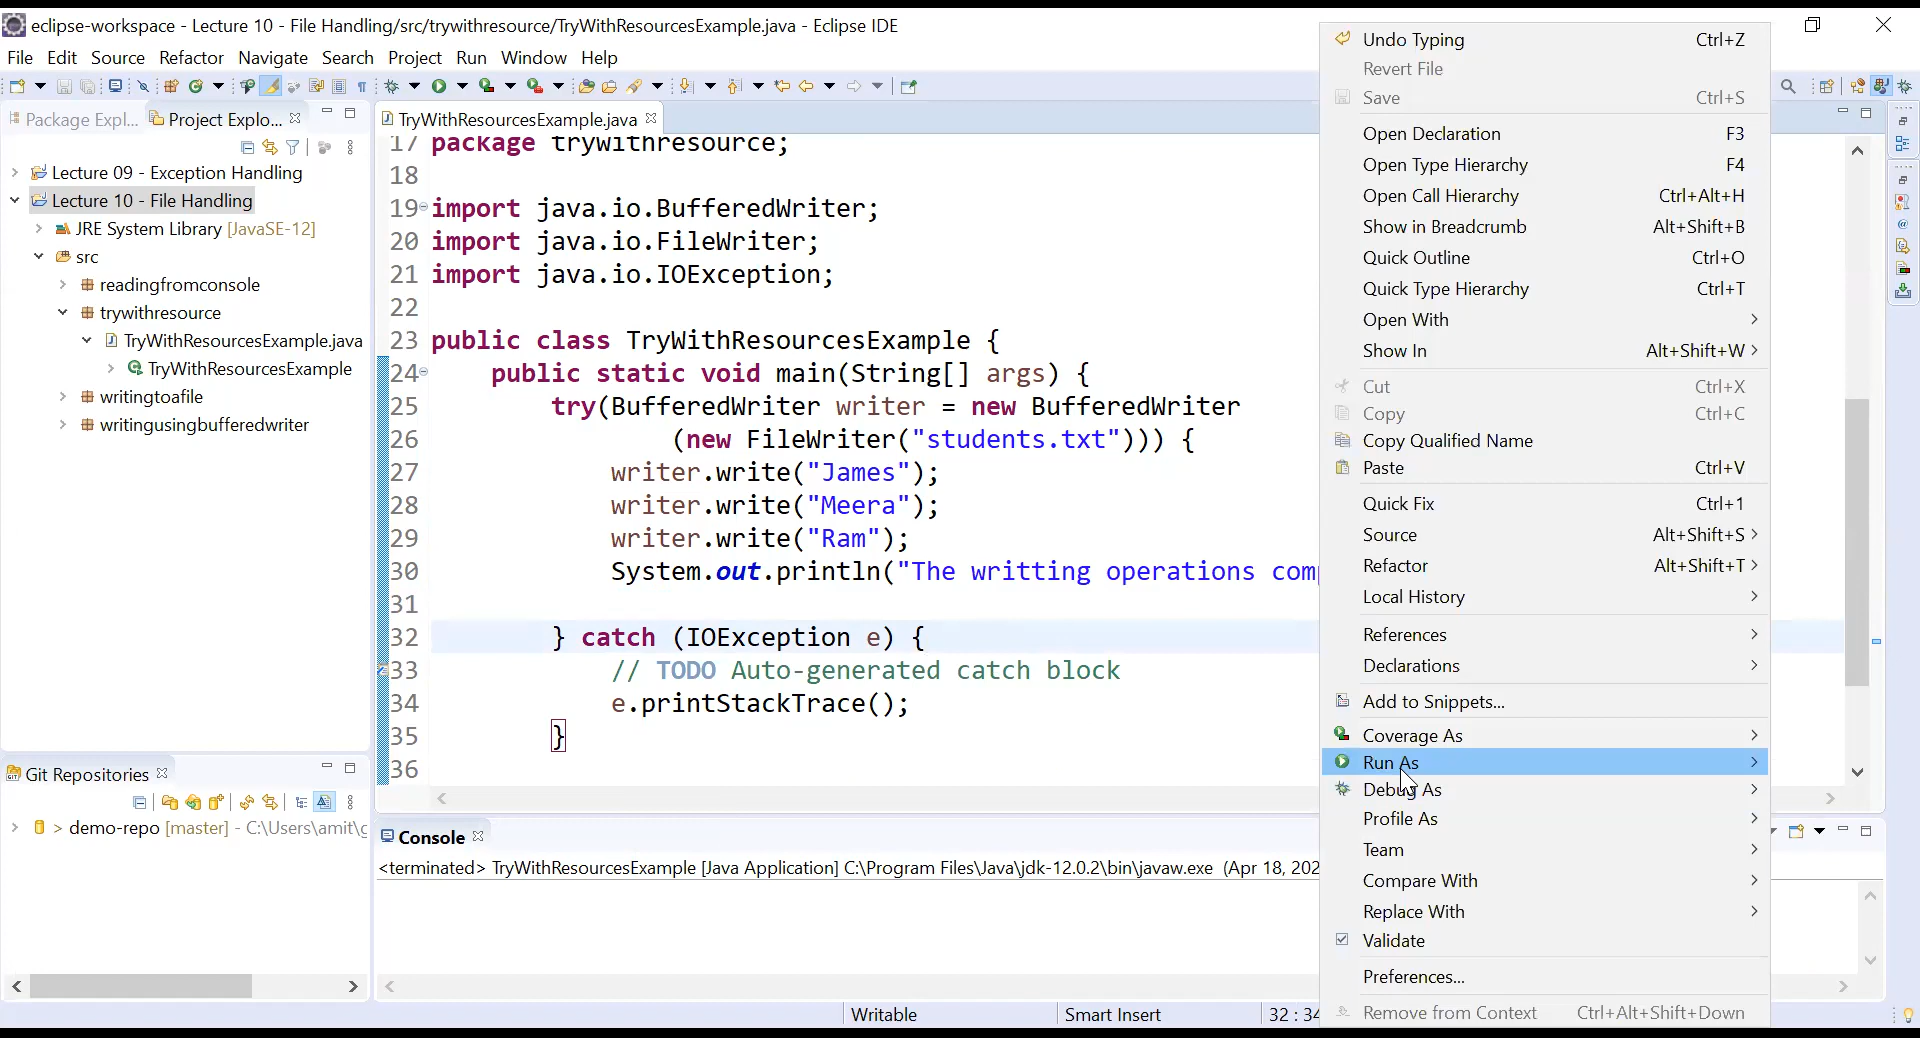 eclipse-workspace - Lecture 10 - File Handling/src/trywithresource/TryWithResourcesExample.java - Eclipse IDE
File Edit Source Refactor Navigate Search Project Run Window Help
Package Expl...
Project Explo...
Lecture 09 - Exception Handling
Lecture 10 - File Handling
JRE System Library [JavaSE-12]
src
readingfromconsole
trywithresource
TryWithResourcesExample.java
TryWithResourcesExample
writingtoafile
writingusingbufferedwriter
Git Repositories
> demo-repo [master] - C:\Users\amit\g
TryWithResourcesExample.java
17 package trywithresource;
18
19 import java.io.BufferedWriter;
20 import java.io.FileWriter;
21 import java.io.IOException;
22
23 public class TryWithResourcesExample {
24 public static void main(String[] args) {
25 try(BufferedWriter writer = new BufferedWriter
26 (new FileWriter("students.txt"))) {
27 writer.write("James");
28 writer.write("Meera");
29 writer.write("Ram");
30 System.out.println("The writting operations com
31
32 } catch (IOException e) {
33 // TODO Auto-generated catch block
34 e.printStackTrace();
35 }
36
Console
<terminated> TryWithResourcesExample [Java Application] C:\Program Files\Java\jdk-12.0.2\bin\javaw.exe (Apr 18, 202
Writable
Smart Insert
32 : 34
Undo Typing Ctrl+Z
Revert File
Save Ctrl+S
Open Declaration F3
Open Type Hierarchy F4
Open Call Hierarchy Ctrl+Alt+H
Show in Breadcrumb Alt+Shift+B
Quick Outline Ctrl+O
Quick Type Hierarchy Ctrl+T
Open With
Show In Alt+Shift+W
Cut Ctrl+X
Copy Ctrl+C
Copy Qualified Name
Paste Ctrl+V
Quick Fix Ctrl+1
Source Alt+Shift+S
Refactor Alt+Shift+T
Local History
References
Declarations
Add to Snippets...
Coverage As
Run As
Debug As
Profile As
Team
Compare With
Replace With
Validate
Preferences...
Remove from Context Ctrl+Alt+Shift+Down